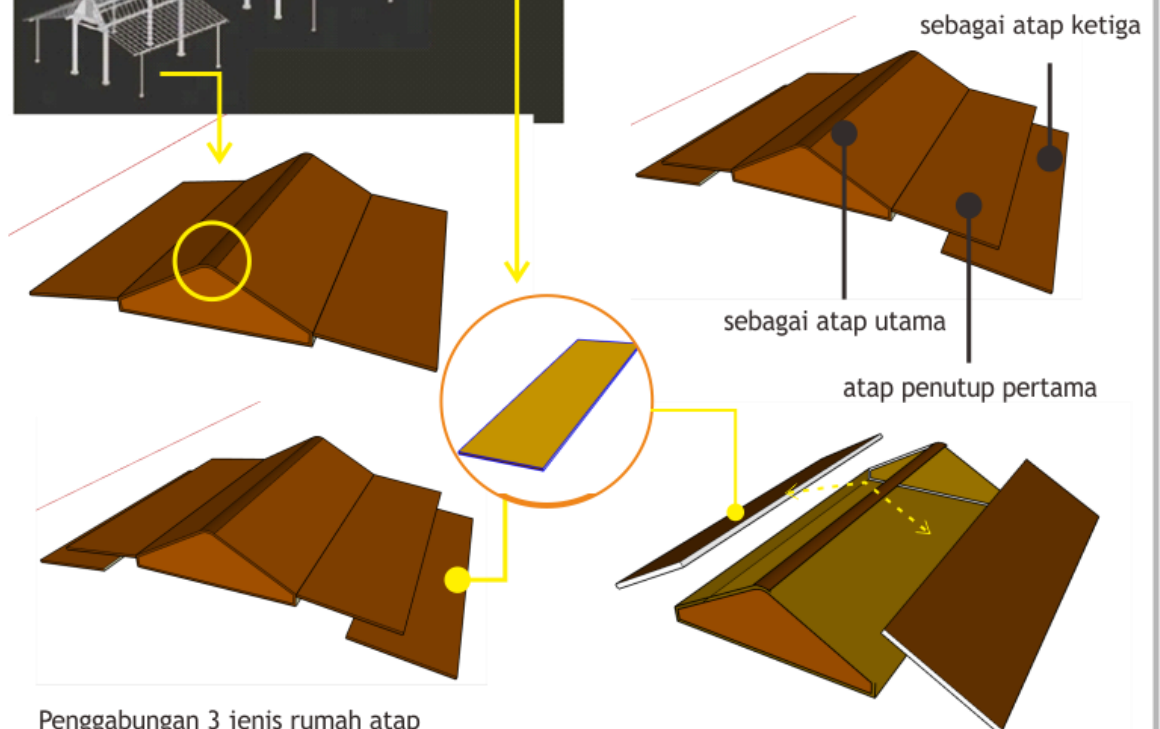 sebagai atap ketiga
sebagai atap utama
atap penutup pertama
Penggabungan 3 jenis rumah atap